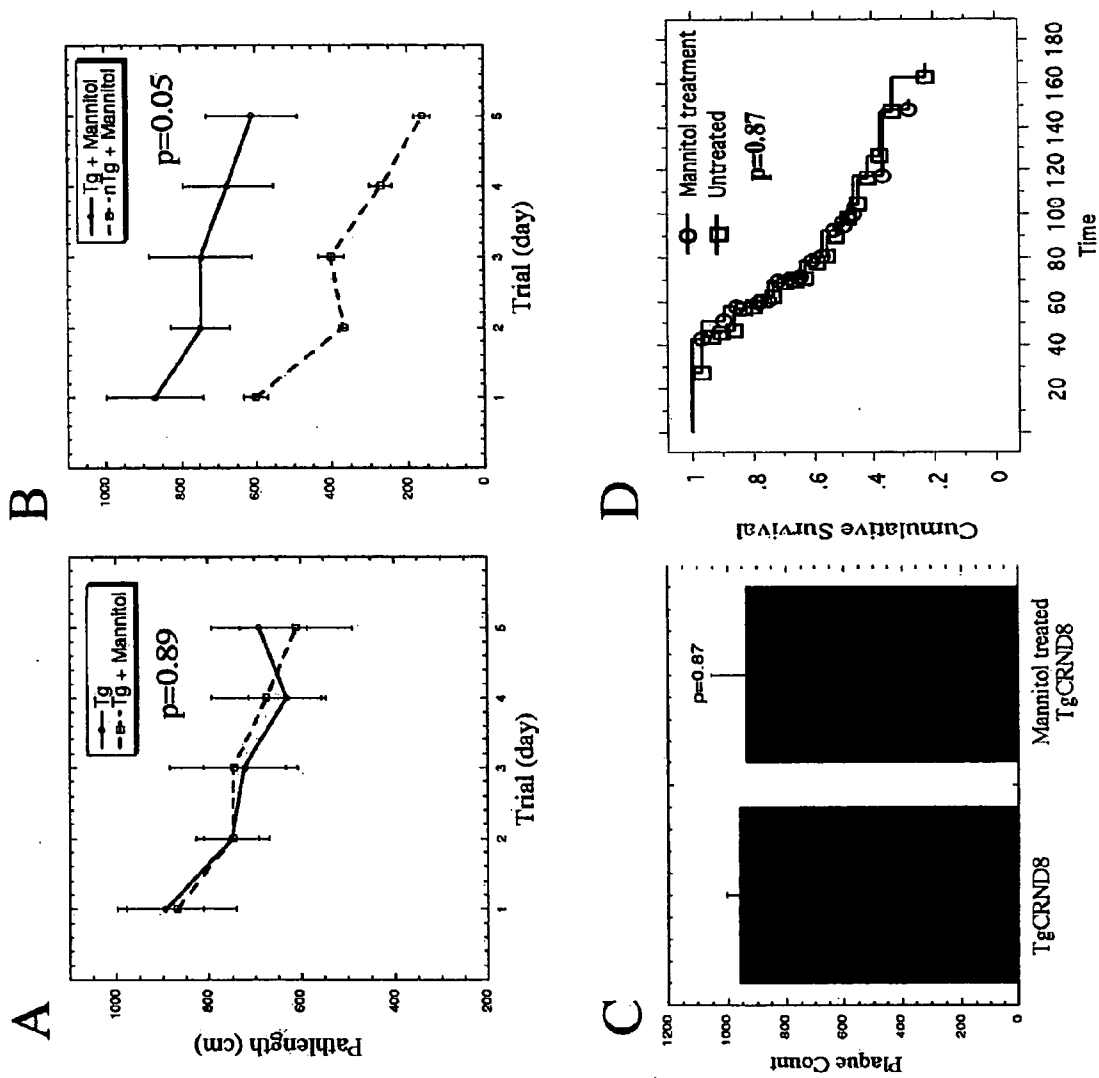 A
Tg
Tg + Mannitol
p=0.89
Pathlength (cm)
1000
800
600
400
200
1
2
3
4
5
Trial (day)
B
Tg + Mannitol
nTg + Mannitol
p=0.05
1000
800
600
400
200
0
1
2
3
4
5
Trial (day)
C
Plaque Count
1200
1000
800
600
400
200
0
p=0.87
TgCRND8
Mannitol treated
TgCRND8
D
Mannitol treatment
Untreated
p=0.87
Cumulative Survival
1
.8
.6
.4
.2
0
20
40
60
80
100
120
140
160
180
Time